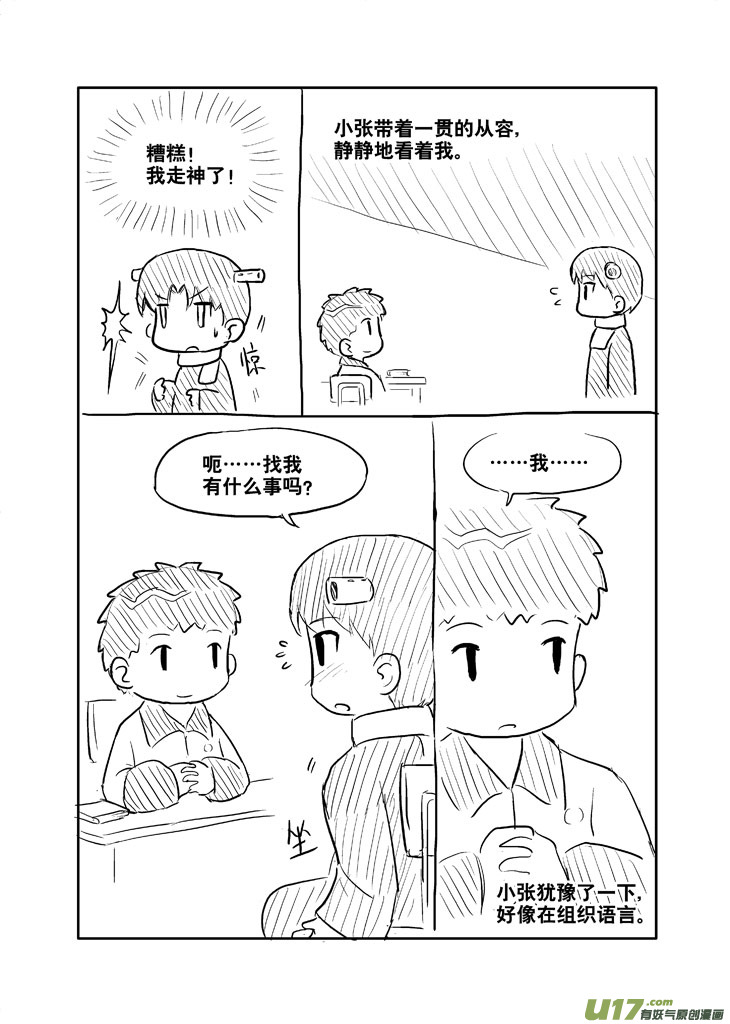 糟糕！
我走神了！
惊
小张带着一贯的从容，
静静地看着我。
呃……找我
有什么事吗？
坐
……我……
小张犹豫了一下，
好像在组织语言。
U17.com
有妖气原创漫画